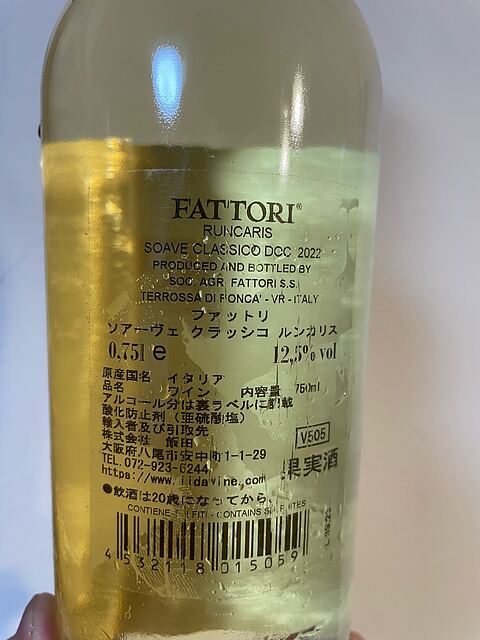 FATTORI®
RUNCARIS
SOAVE CLASSICO DOC 2022
PRODUCED AND BOTTLED BY
SOC. AGR. FATTORI S.S.
TERROSSA DI RONCA' - VR - ITALY
ファットリ
ソアーヴェ クラッシコ ルンカリス
0,75l e 12,5% vol
原産国名 イタリア
品名 ワイン 内容量 750ml
アルコール分は裏ラベルに記載
酸化防止剤(亜硫酸塩)
輸入者及び引取先
株式会社 飯田
大阪府八尾市安中町1-1-29
TEL.072-923-6244
https://www.iidavine.com
V505
果実酒
●飲酒は20歳になってから。
CONTIENE SOLFITI - CONTAINS SULPHITES
4 532118 015059